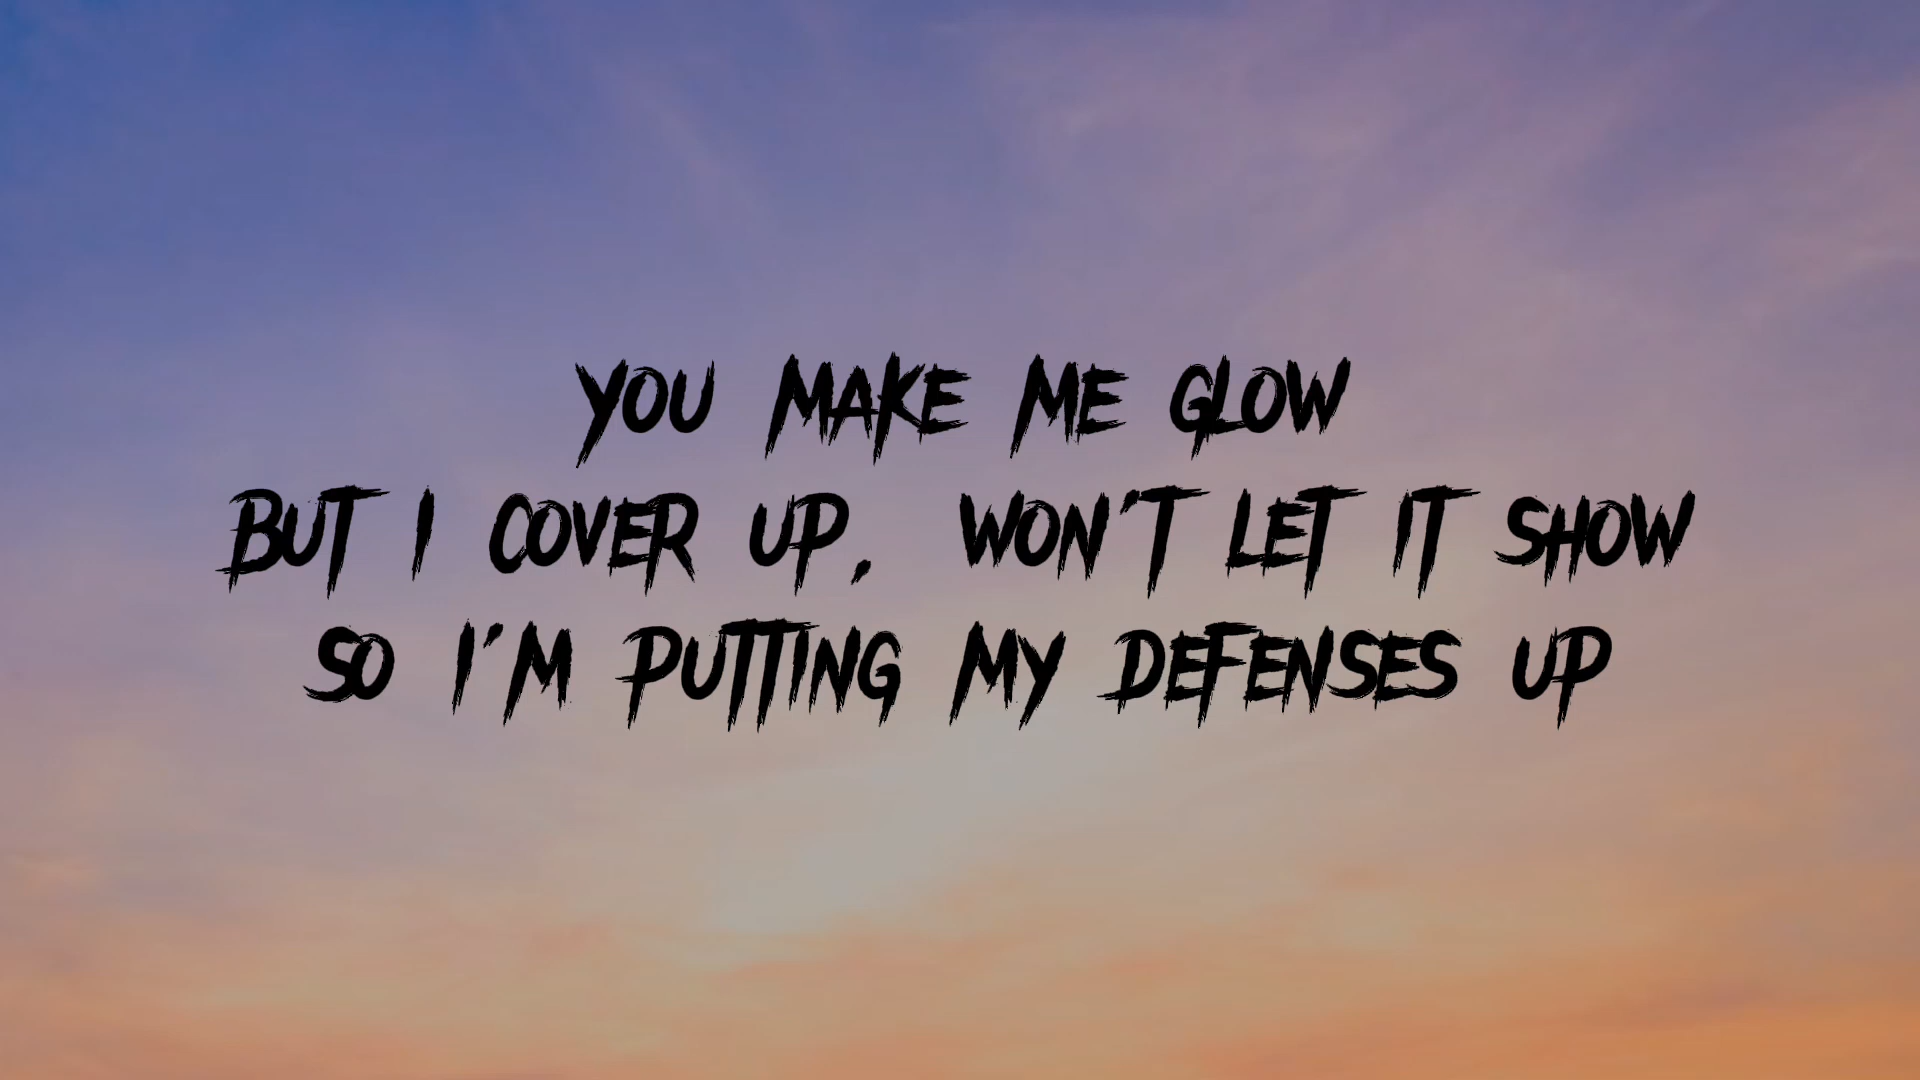 YOU MAKE ME GLOW
BUT I COVER UP, WON'T LET IT SHOW
SO I'M PUTTING MY DEFENSES UP